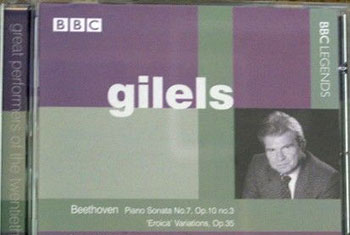 BBC
BBC LEGENDS
great performers of the twentieth
gilels
Beethoven Piano Sonata No.7, Op.10 no.3
'Eroica' Variations, Op.35